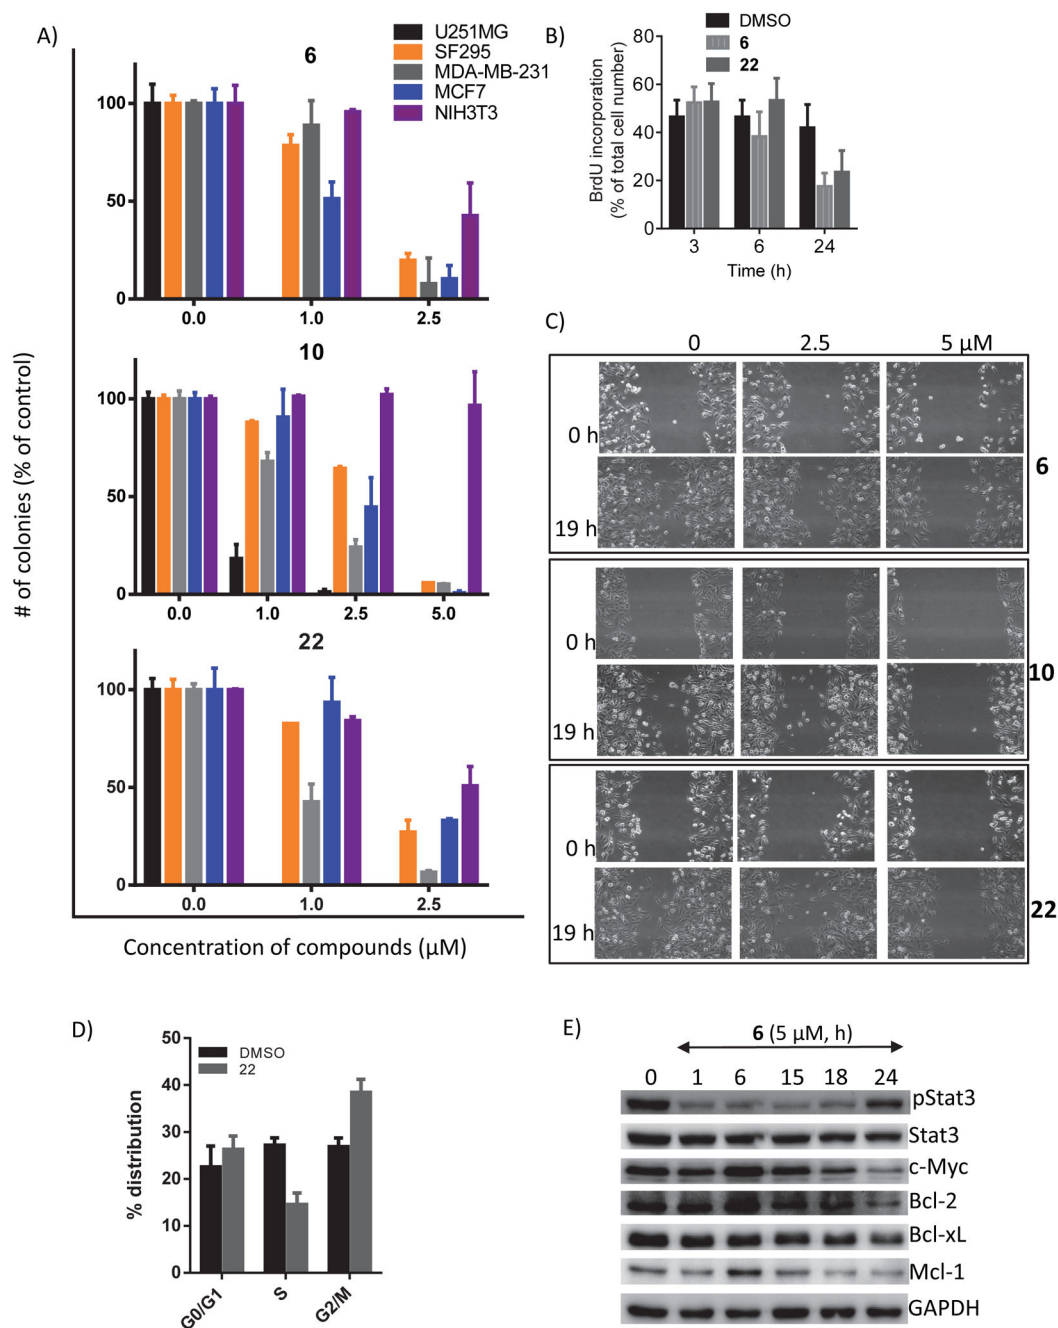 A)
U251MG
SF295
MDA-MB-231
MCF7
NIH3T3
6
100
50
0
0.0 1.0 2.5
10
100
50
0
0.0 1.0 2.5 5.0
22
100
50
0
0.0 1.0 2.5
# of colonies (% of control)
Concentration of compounds (µM)
B)
DMSO
6
22
80
60
40
20
0
BrdU incorporation
(% of total cell number)
3 6 24
Time (h)
C)
0 2.5 5 µM
0 h
19 h
6
0 h
19 h
10
0 h
19 h
22
D)
DMSO
22
50
40
30
20
10
0
% distribution
G0/G1 S G2/M
E)
6 (5 µM, h)
0 1 6 15 18 24
pStat3
Stat3
c-Myc
Bcl-2
Bcl-xL
Mcl-1
GAPDH